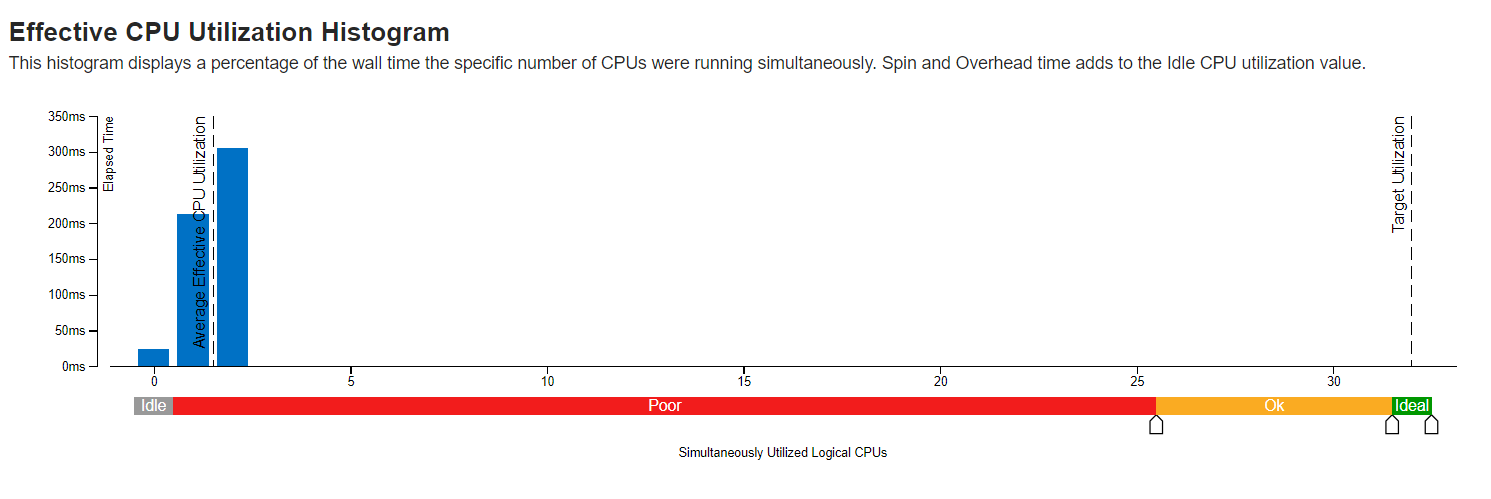 Effective CPU Utilization Histogram
This histogram displays a percentage of the wall time the specific number of CPUs were running simultaneously. Spin and Overhead time adds to the Idle CPU utilization value.
350ms
300ms
250ms
200ms
150ms
100ms
50ms
0ms
Elapsed Time
Average Effective CPU Utilization
Target Utilization
0 5 10 15 20 25 30
Idle Poor Ok Ideal
Simultaneously Utilized Logical CPUs